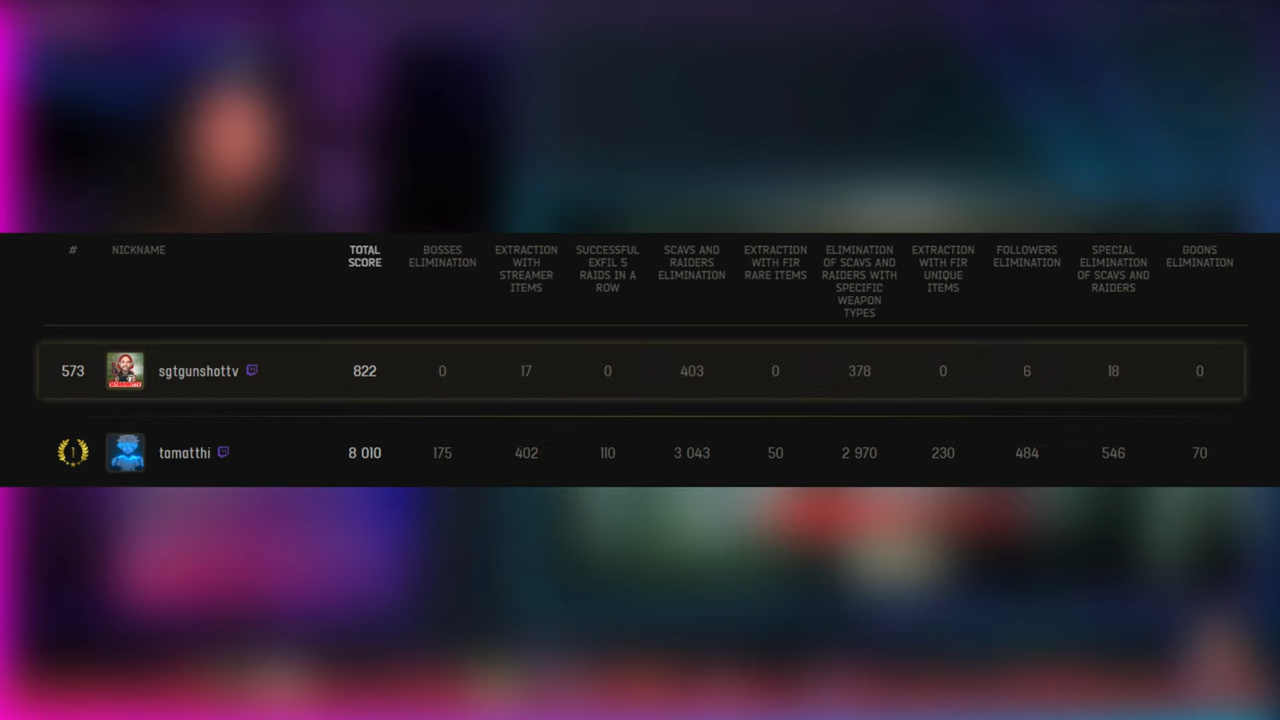 # NICKNAME TOTAL SCORE BOSSES ELIMINATION EXTRACTION WITH STREAMER ITEMS SUCCESSFUL EXFIL 5 RAIDS IN A ROW SCAVS AND RAIDERS ELIMINATION EXTRACTION WITH FIR RARE ITEMS ELIMINATION OF SCAVS AND RAIDERS WITH SPECIFIC WEAPON TYPES EXTRACTION WITH FIR UNIQUE ITEMS FOLLOWERS ELIMINATION SPECIAL ELIMINATION OF SCAVS AND RAIDERS GOONS ELIMINATION
573 sgtgunshottv 822 0 17 0 403 0 378 0 6 18 0
1 tamatthi 8 010 175 402 110 3 043 50 2 970 230 484 546 70